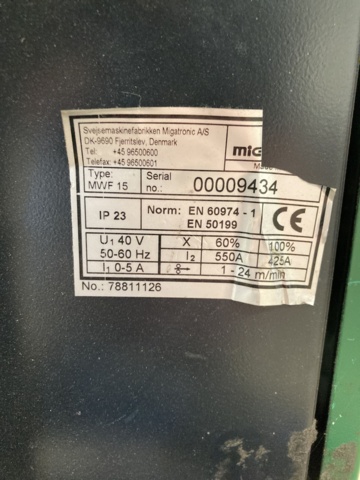 Svejsemaskinefabrikken Migatronic A/S
DK-9690 Fjerritslev, Denmark
Tel: +45 96500600
Telefax: +45 96500601
mig
Made
Type: MWF 15
Serial no.: 00009434
IP 23
Norm: EN 60974 - 1
EN 50199
CE
U1 40 V X 60% 100%
50-60 Hz I2 550A 425A
I1 0-5 A 1 - 24 m/min
No.: 78811126